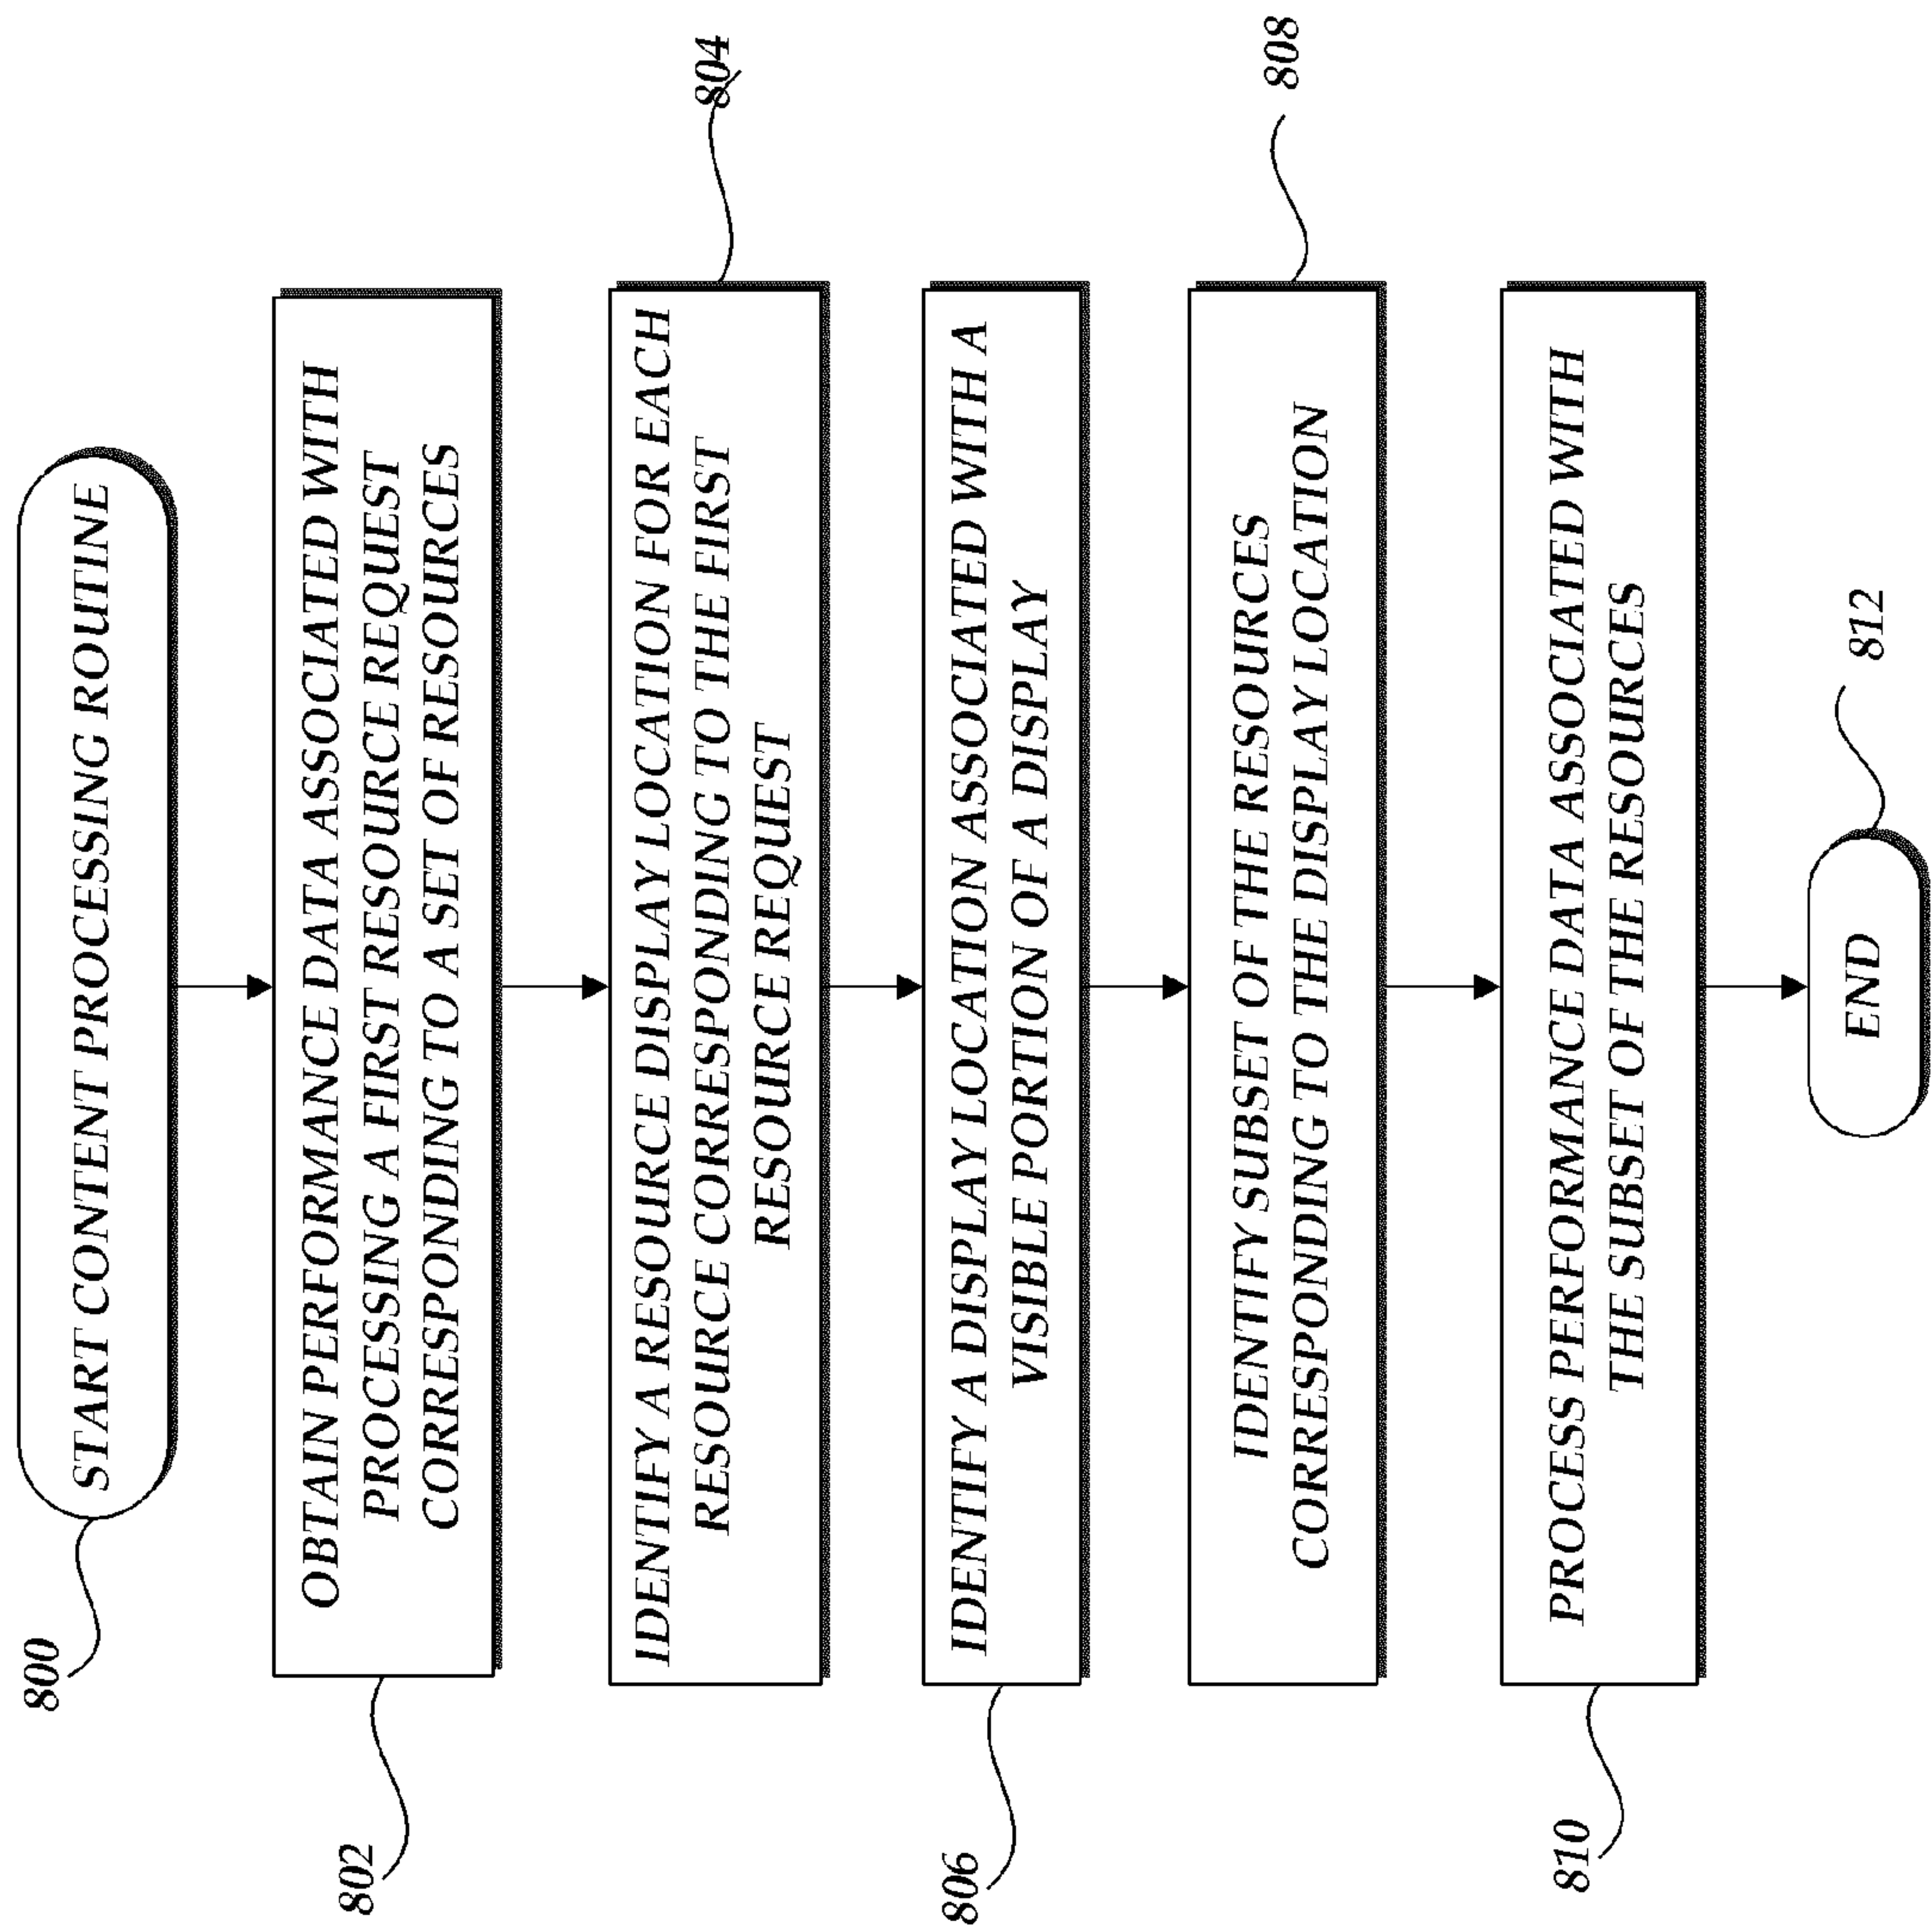 800
START CONTENT PROCESSING ROUTINE
802
OBTAIN PERFORMANCE DATA ASSOCIATED WITH
PROCESSING A FIRST RESOURCE REQUEST
CORRESPONDING TO A SET OF RESOURCES
804
IDENTIFY A RESOURCE DISPLAY LOCATION FOR EACH
RESOURCE CORRESPONDING TO THE FIRST
RESOURCE REQUEST
806
IDENTIFY A DISPLAY LOCATION ASSOCIATED WITH A
VISIBLE PORTION OF A DISPLAY
808
IDENTIFY SUBSET OF THE RESOURCES
CORRESPONDING TO THE DISPLAY LOCATION
810
PROCESS PERFORMANCE DATA ASSOCIATED WITH
THE SUBSET OF THE RESOURCES
812
END